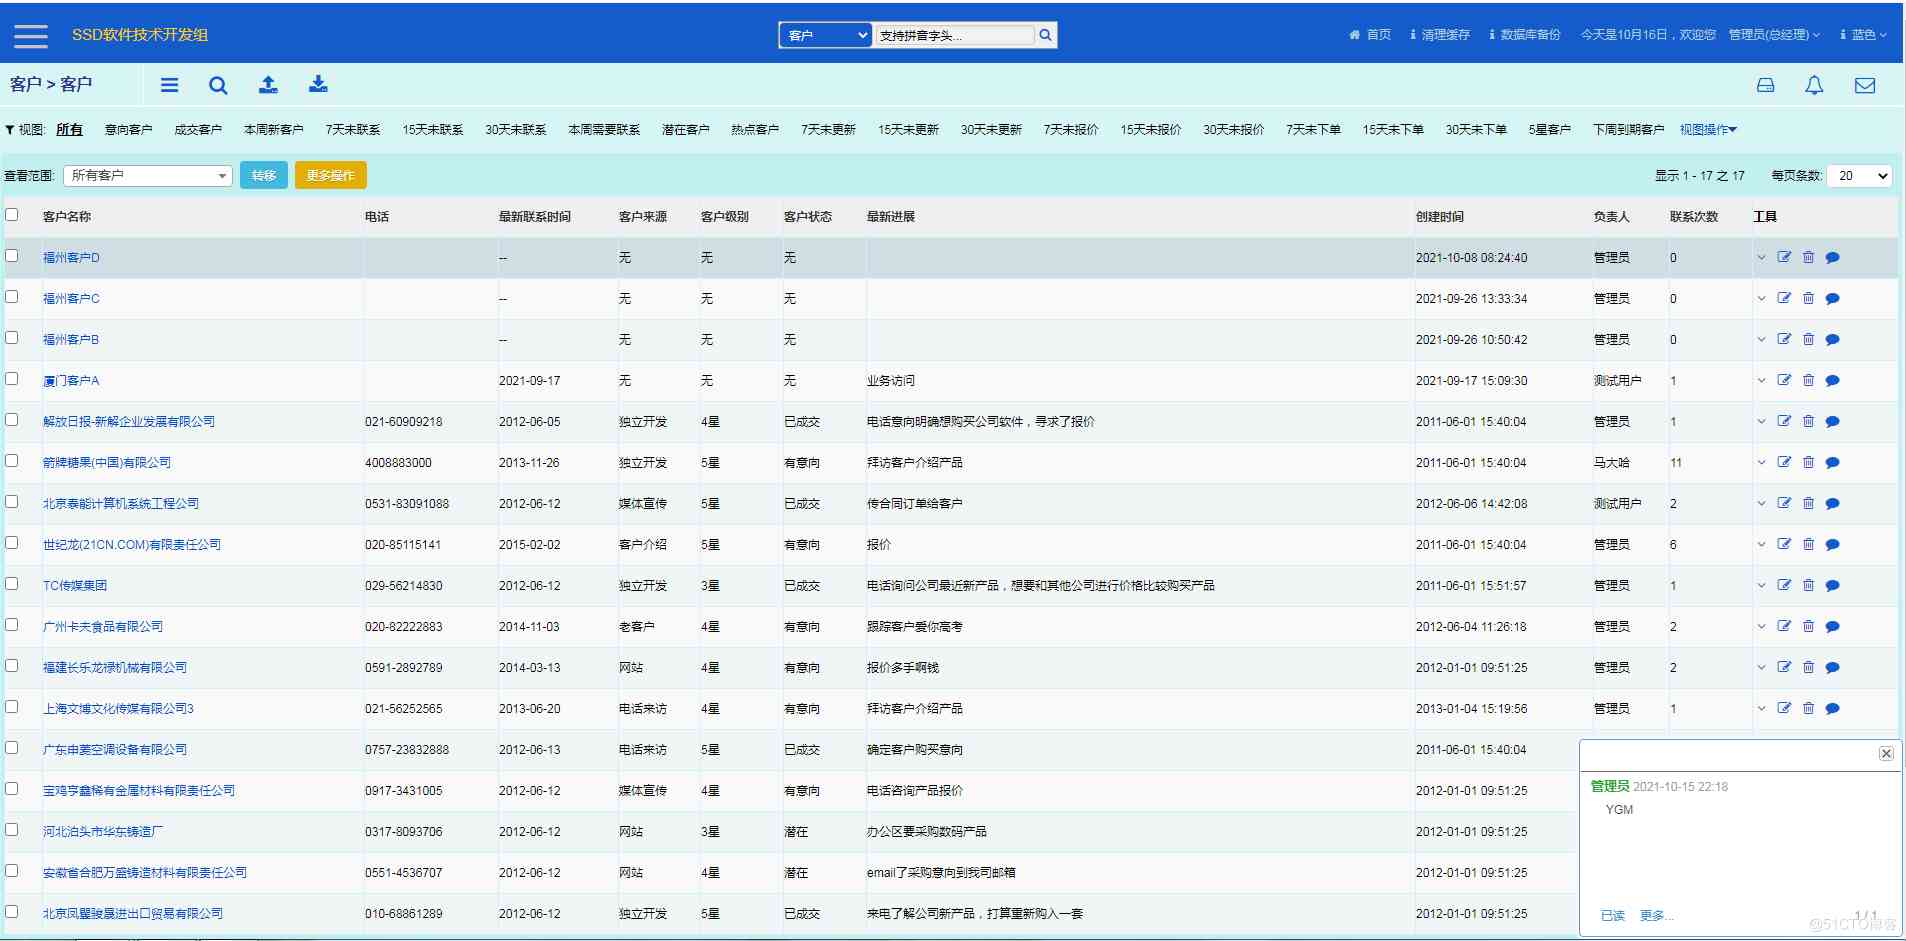 SSD软件技术开发组 客户 支持拼音字头... 首页 清理缓存 数据库备份 今天是10月16日，欢迎您 管理员(总经理) 蓝色
客户 > 客户
视图: 所有 意向客户 成交客户 本周新客户 7天未联系 15天未联系 30天未联系 本周需要联系 潜在客户 热点客户 7天未更新 15天未更新 30天未更新 7天未报价 15天未报价 30天未报价 7天未下单 15天未下单 30天未下单 5星客户 下周到期客户 视图操作
查看范围: 所有客户 转移 更多操作 显示 1 - 17 之 17 每页条数: 20
客户名称 电话 最新联系时间 客户来源 客户级别 客户状态 最新进展 创建时间 负责人 联系次数 工具
福州客户D -- 无 无 无 2021-10-08 08:24:40 管理员 0
福州客户C -- 无 无 无 2021-09-26 13:33:34 管理员 0
福州客户B -- 无 无 无 2021-09-26 10:50:42 管理员 0
厦门客户A 2021-09-17 无 无 无 业务访问 2021-09-17 15:09:30 测试用户 1
解放日报-新解企业发展有限公司 021-60909218 2012-06-05 独立开发 4星 已成交 电话意向明确想购买公司软件，寻求了报价 2011-06-01 15:40:04 管理员 1
箭牌糖果(中国)有限公司 4008883000 2013-11-26 独立开发 5星 有意向 拜访客户介绍产品 2011-06-01 15:40:04 马大哈 11
北京泰能计算机系统工程公司 0531-83091088 2012-06-12 媒体宣传 5星 已成交 传合同订单给客户 2012-06-06 14:42:08 测试用户 2
世纪龙(21CN.COM)有限责任公司 020-85115141 2015-02-02 客户介绍 5星 有意向 报价 2011-06-01 15:40:04 管理员 6
TC传媒集团 029-56214830 2012-06-12 独立开发 3星 已成交 电话询问公司最近新产品，想要和其他公司进行价格比较购买产品 2011-06-01 15:51:57 管理员 1
广州卡夫食品有限公司 020-82222883 2014-11-03 老客户 4星 有意向 跟踪客户爱你高考 2012-06-04 11:26:18 管理员 2
福建长乐龙禄机械有限公司 0591-2892789 2014-03-13 网站 4星 有意向 报价多手啊钱 2012-01-01 09:51:25 管理员 2
上海文博文化传媒有限公司3 021-56252565 2013-06-20 电话来访 4星 有意向 拜访客户介绍产品 2013-01-04 15:19:56 管理员 1
广东申菱空调设备有限公司 0757-23832888 2012-06-13 电话来访 5星 已成交 确定客户购买意向 2011-06-01 15:40:04
宝鸡亨鑫稀有金属材料有限责任公司 0917-3431005 2012-06-12 媒体宣传 4星 有意向 电话咨询产品报价 2012-01-01 09:51:25
河北泊头市华东铸造厂 0317-8093706 2012-06-12 网站 3星 潜在 办公区要采购数码产品 2012-01-01 09:51:25
安徽省合肥万盛铸造材料有限责任公司 0551-4536707 2012-06-12 网站 4星 潜在 email了采购意向到我司邮箱 2012-01-01 09:51:25
北京凤瞿骏晟进出口贸易有限公司 010-68861289 2012-06-12 独立开发 5星 已成交 来电了解公司新产品，打算重新购入一套 2012-01-01 09:51:25
管理员 2021-10-15 22:18
YGM
已读 更多... 1 / 1
@51CTO博客